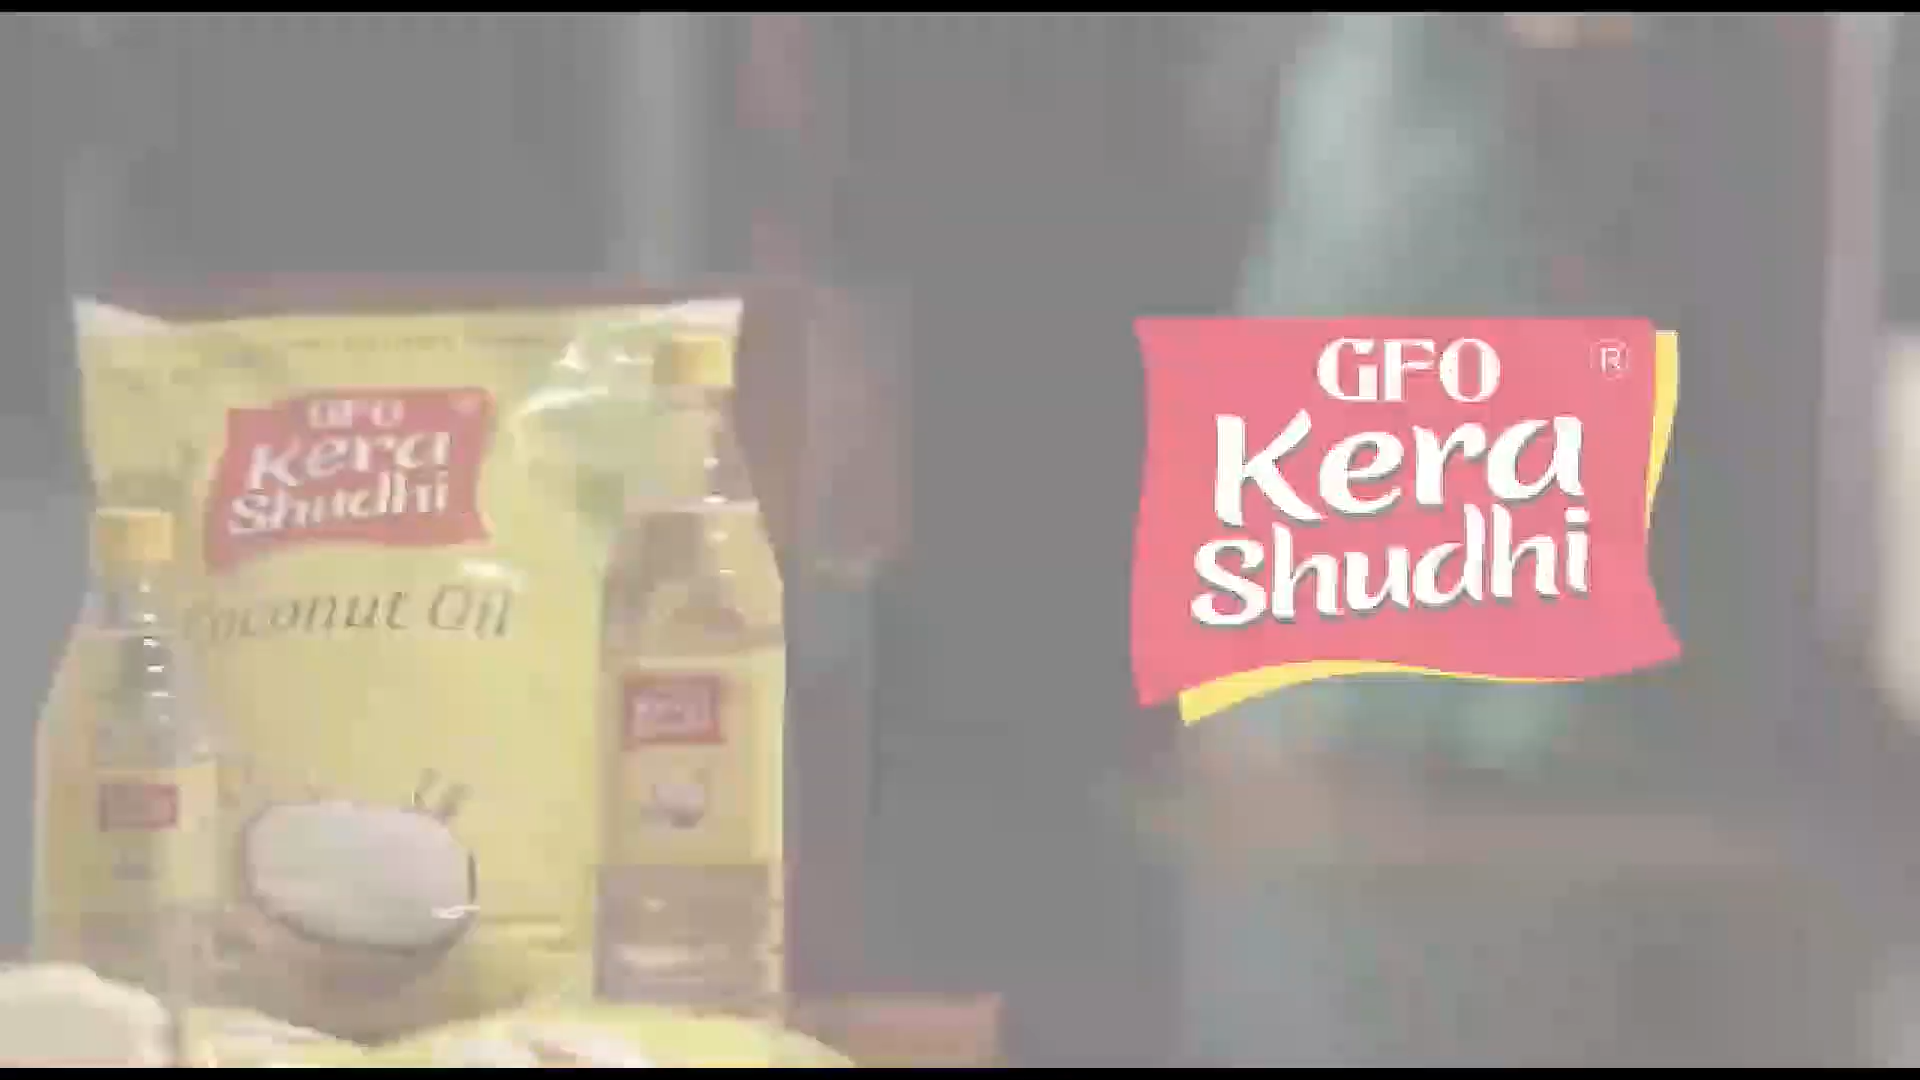 GFO
Kera
Shudhi
Coconut Oil
GFO ®
Kera
Shudhi